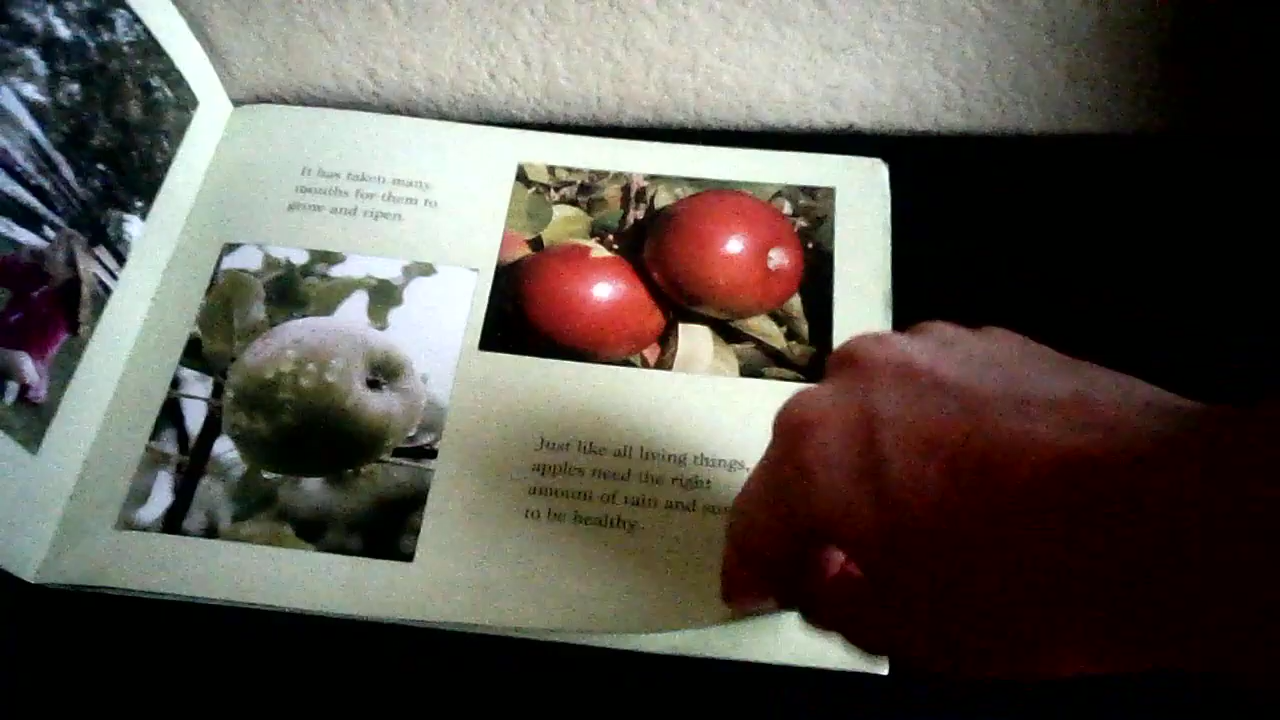 It has taken many
months for them to
grow and ripen.
Just like all living things,
apples need the right
amount of rain and
to be healthy.